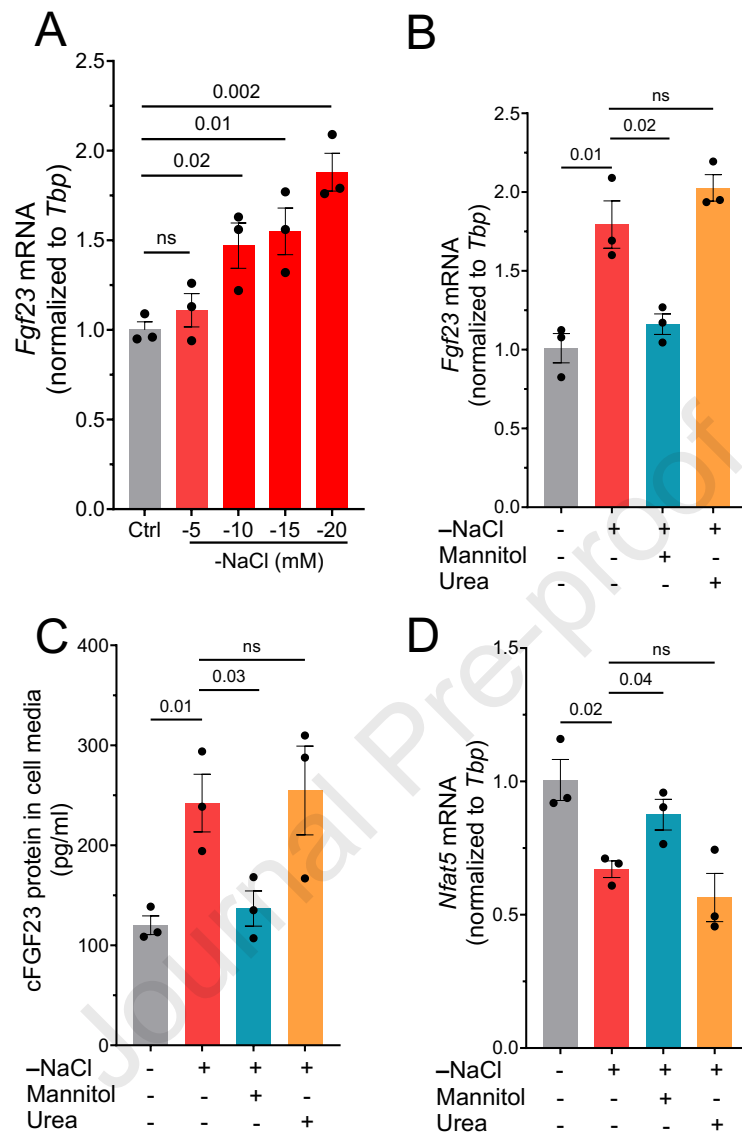 A
2.5
2.0
1.5
1.0
0.5
0.0
Fgf23 mRNA
(normalized to Tbp)
0.002
0.01
0.02
ns
Ctrl -5 -10 -15 -20
-NaCl (mM)
B
2.5
2.0
1.5
1.0
0.5
0.0
Fgf23 mRNA
(normalized to Tbp)
ns
0.02
0.01
–NaCl - + + +
Mannitol - - + -
Urea - - - +
C
400
300
200
100
0
cFGF23 protein in cell media
(pg/ml)
ns
0.03
0.01
–NaCl - + + +
Mannitol - - + -
Urea - - - +
D
1.5
1.0
0.5
0.0
Nfat5 mRNA
(normalized to Tbp)
ns
0.04
0.02
–NaCl - + + +
Mannitol - - + -
Urea - - - +
Journal Pre-proof